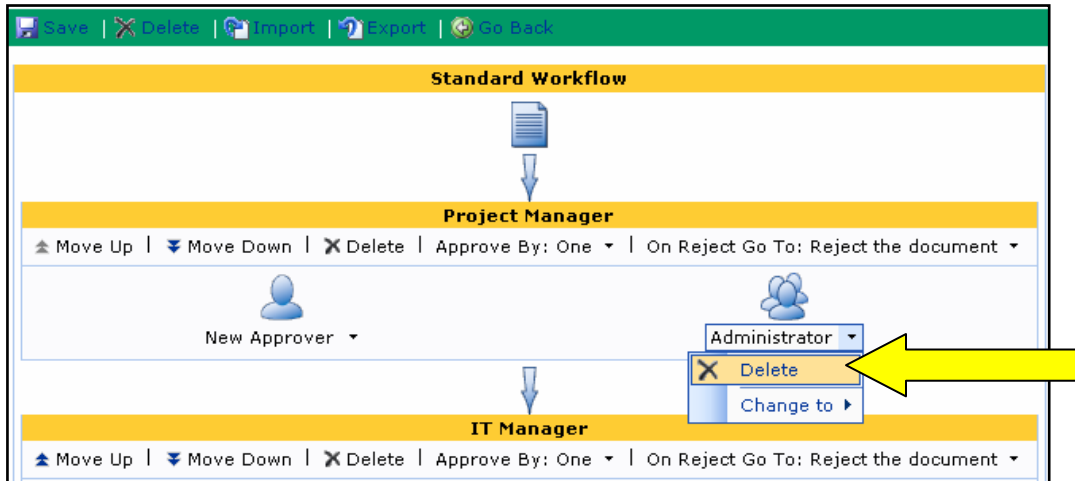 Save | Delete | Import | Export | Go Back
Standard Workflow
Project Manager
Move Up | Move Down | Delete | Approve By: One | On Reject Go To: Reject the document
New Approver
Administrator
Delete
Change to
IT Manager
Move Up | Move Down | Delete | Approve By: One | On Reject Go To: Reject the document